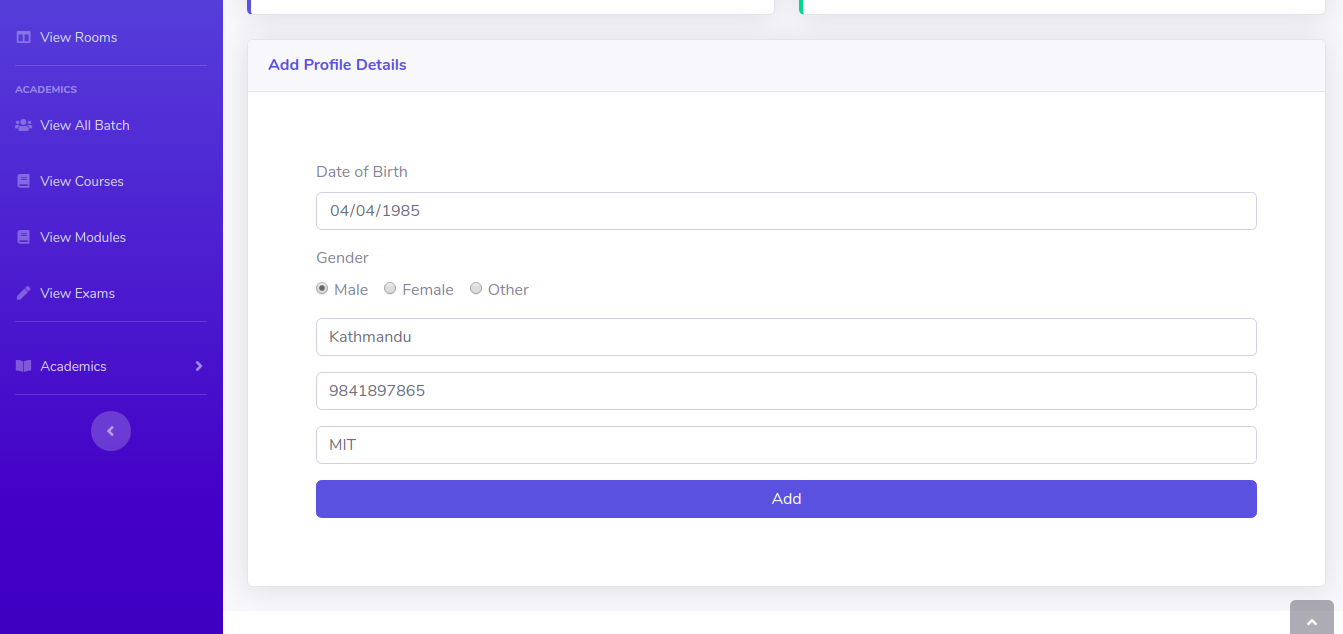 View Rooms
ACADEMICS
View All Batch
View Courses
View Modules
View Exams
Academics
Add Profile Details
Date of Birth
04/04/1985
Gender
Male Female Other
Kathmandu
9841897865
MIT
Add